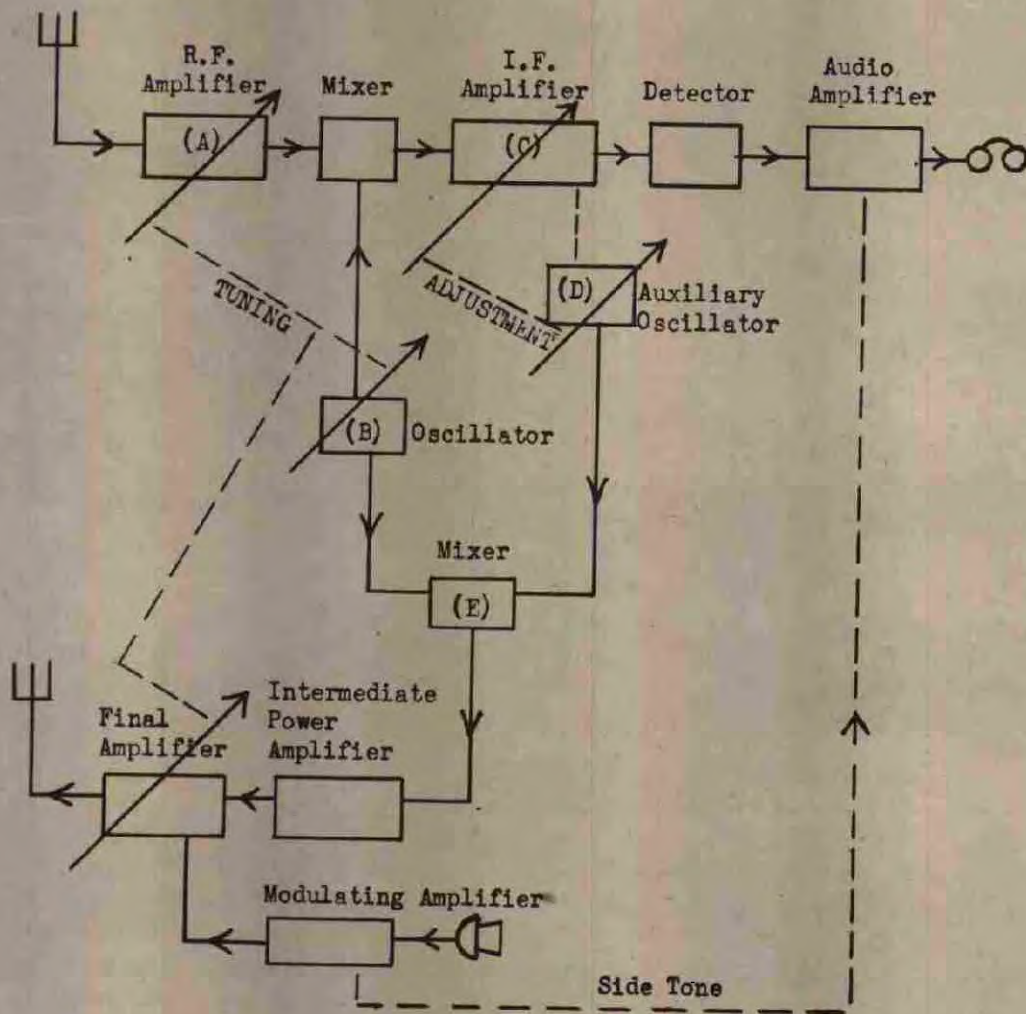 R.F.
Amplifier
(A)
Mixer
I.F.
Amplifier
(C)
Detector
Audio
Amplifier
TUNING
ADJUSTMENT
(D)
Auxiliary
Oscillator
(B)
Oscillator
Mixer
(E)
Final
Amplifier
Intermediate
Power
Amplifier
Modulating Amplifier
Side Tone